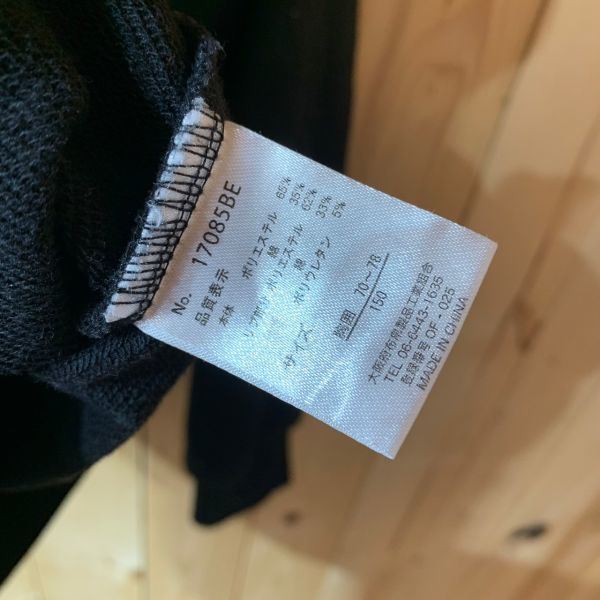 No. 17085BE
品質表示
本体 ポリエステル 65%
綿 35%
リブ部分 ポリエステル 62%
綿 33%
ポリウレタン 5%
サイズ
胸囲 70～78
150
大阪府布帛製品工業組合
TEL 06-6443-1635
登録番号 OF - 025
MADE IN CHINA